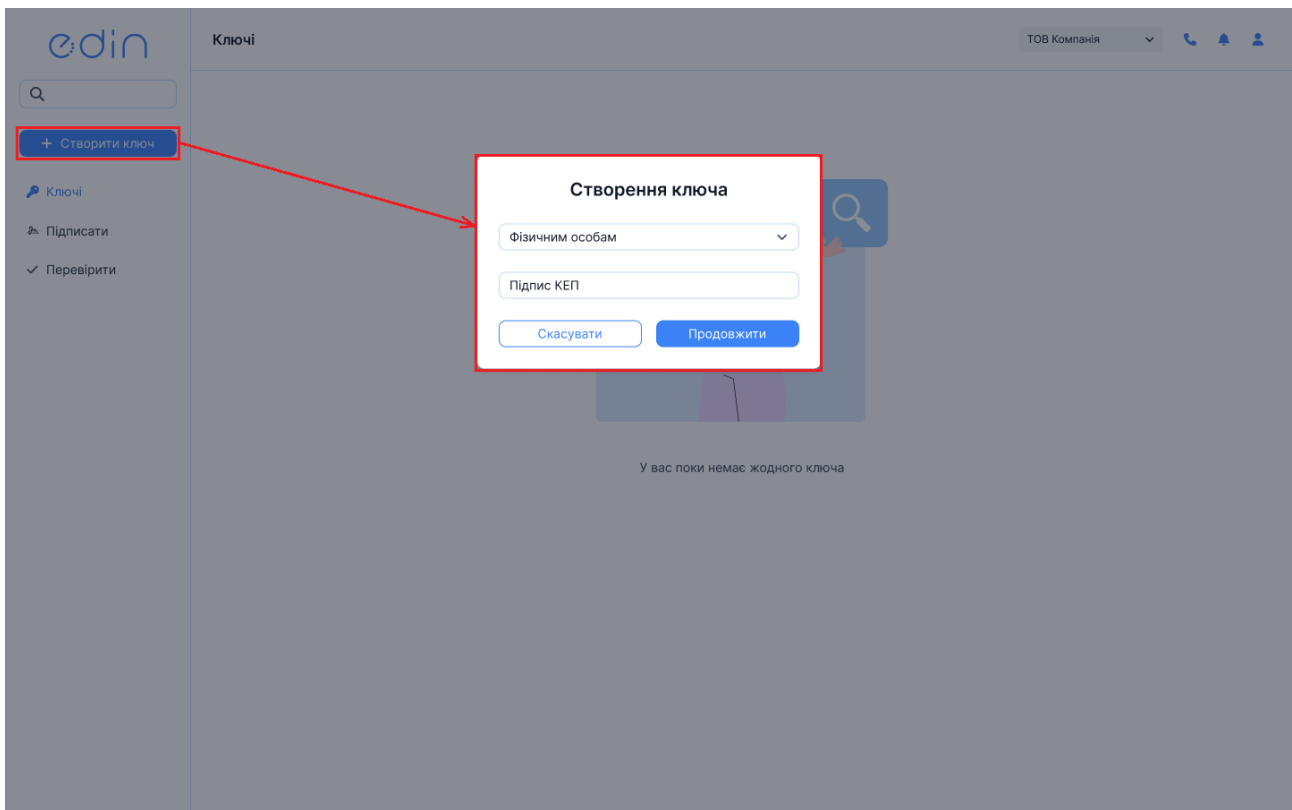 edin
Ключі
ТОВ Компанія
+ Створити ключ
Ключі
Підписати
Перевірити
Створення ключа
Фізичним особам
Підпис КЕП
Скасувати
Продовжити
У вас поки немає жодного ключа